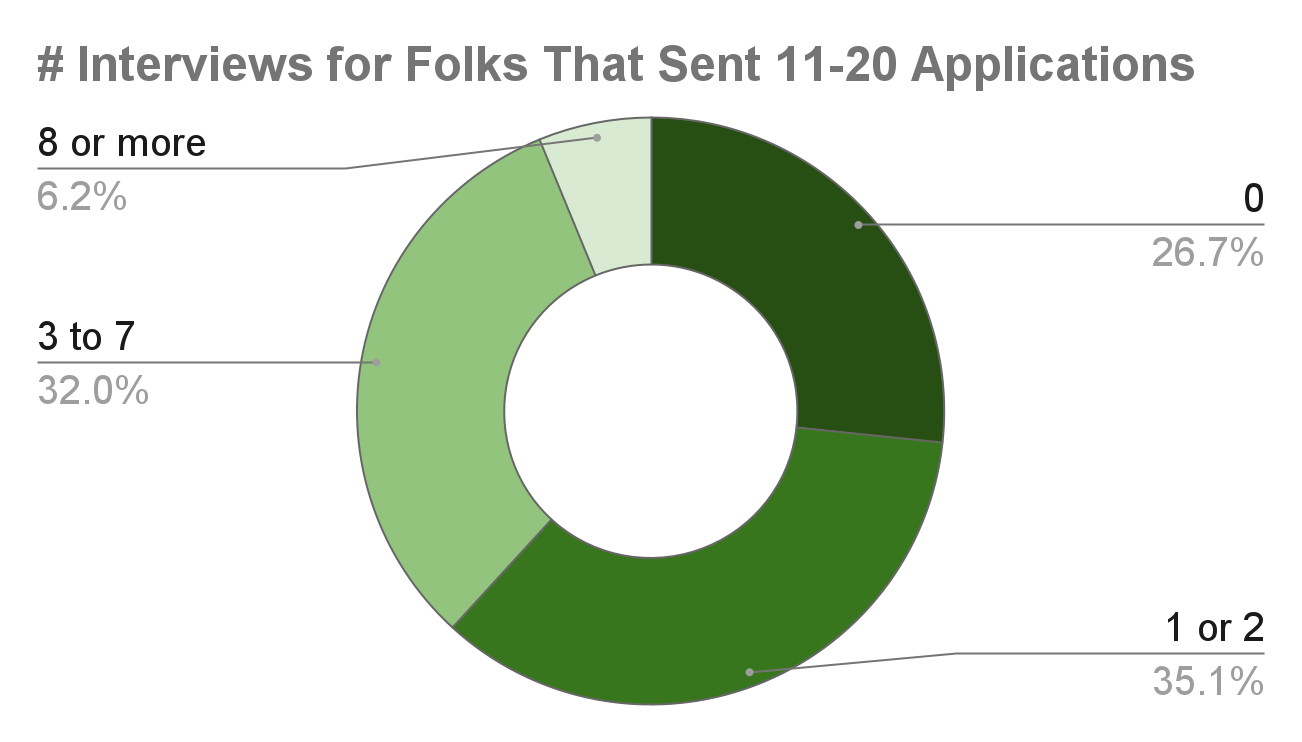 # Interviews for Folks That Sent 11-20 Applications
8 or more
6.2%
0
26.7%
3 to 7
32.0%
1 or 2
35.1%